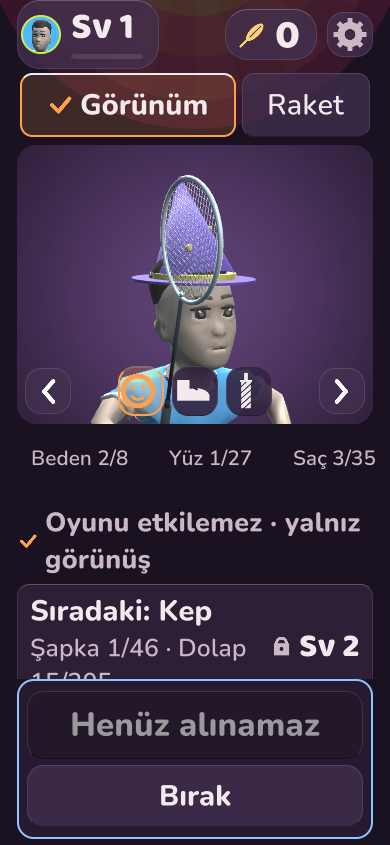 Sv 1
0
Görünüm
Raket
Beden 2/8 Yüz 1/27 Saç 3/35
Oyunu etkilemez · yalnız
görünüş
Sıradaki: Kep
Şapka 1/46 · Dolap
Sv 2
Henüz alınamaz
Bırak